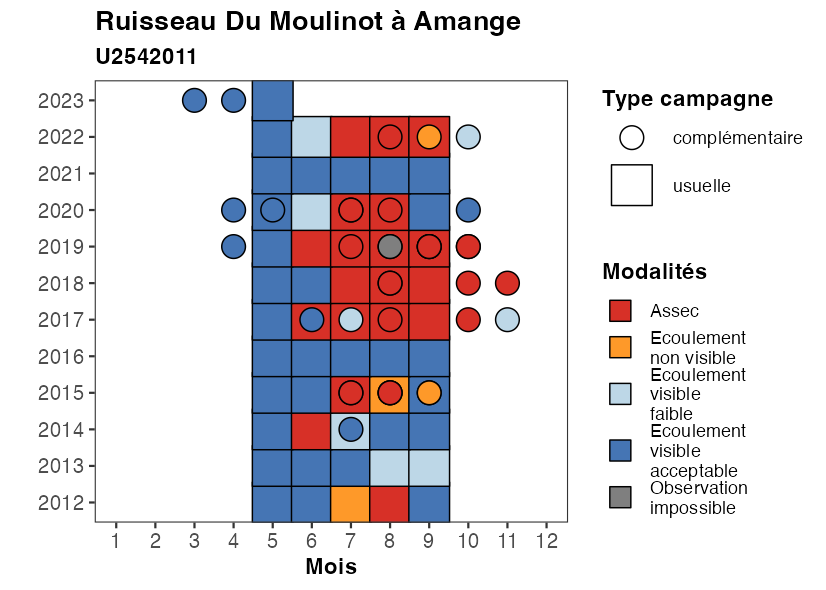 Ruisseau Du Moulinot à Amange
U2542011
2023
2022
2021
2020
2019
2018
2017
2016
2015
2014
2013
2012
1 2 3 4 5 6 7 8 9 10 11 12
Mois
Type campagne
complémentaire
usuelle
Modalités
Assec
Ecoulement
non visible
Ecoulement
visible
faible
Ecoulement
visible
acceptable
Observation
impossible